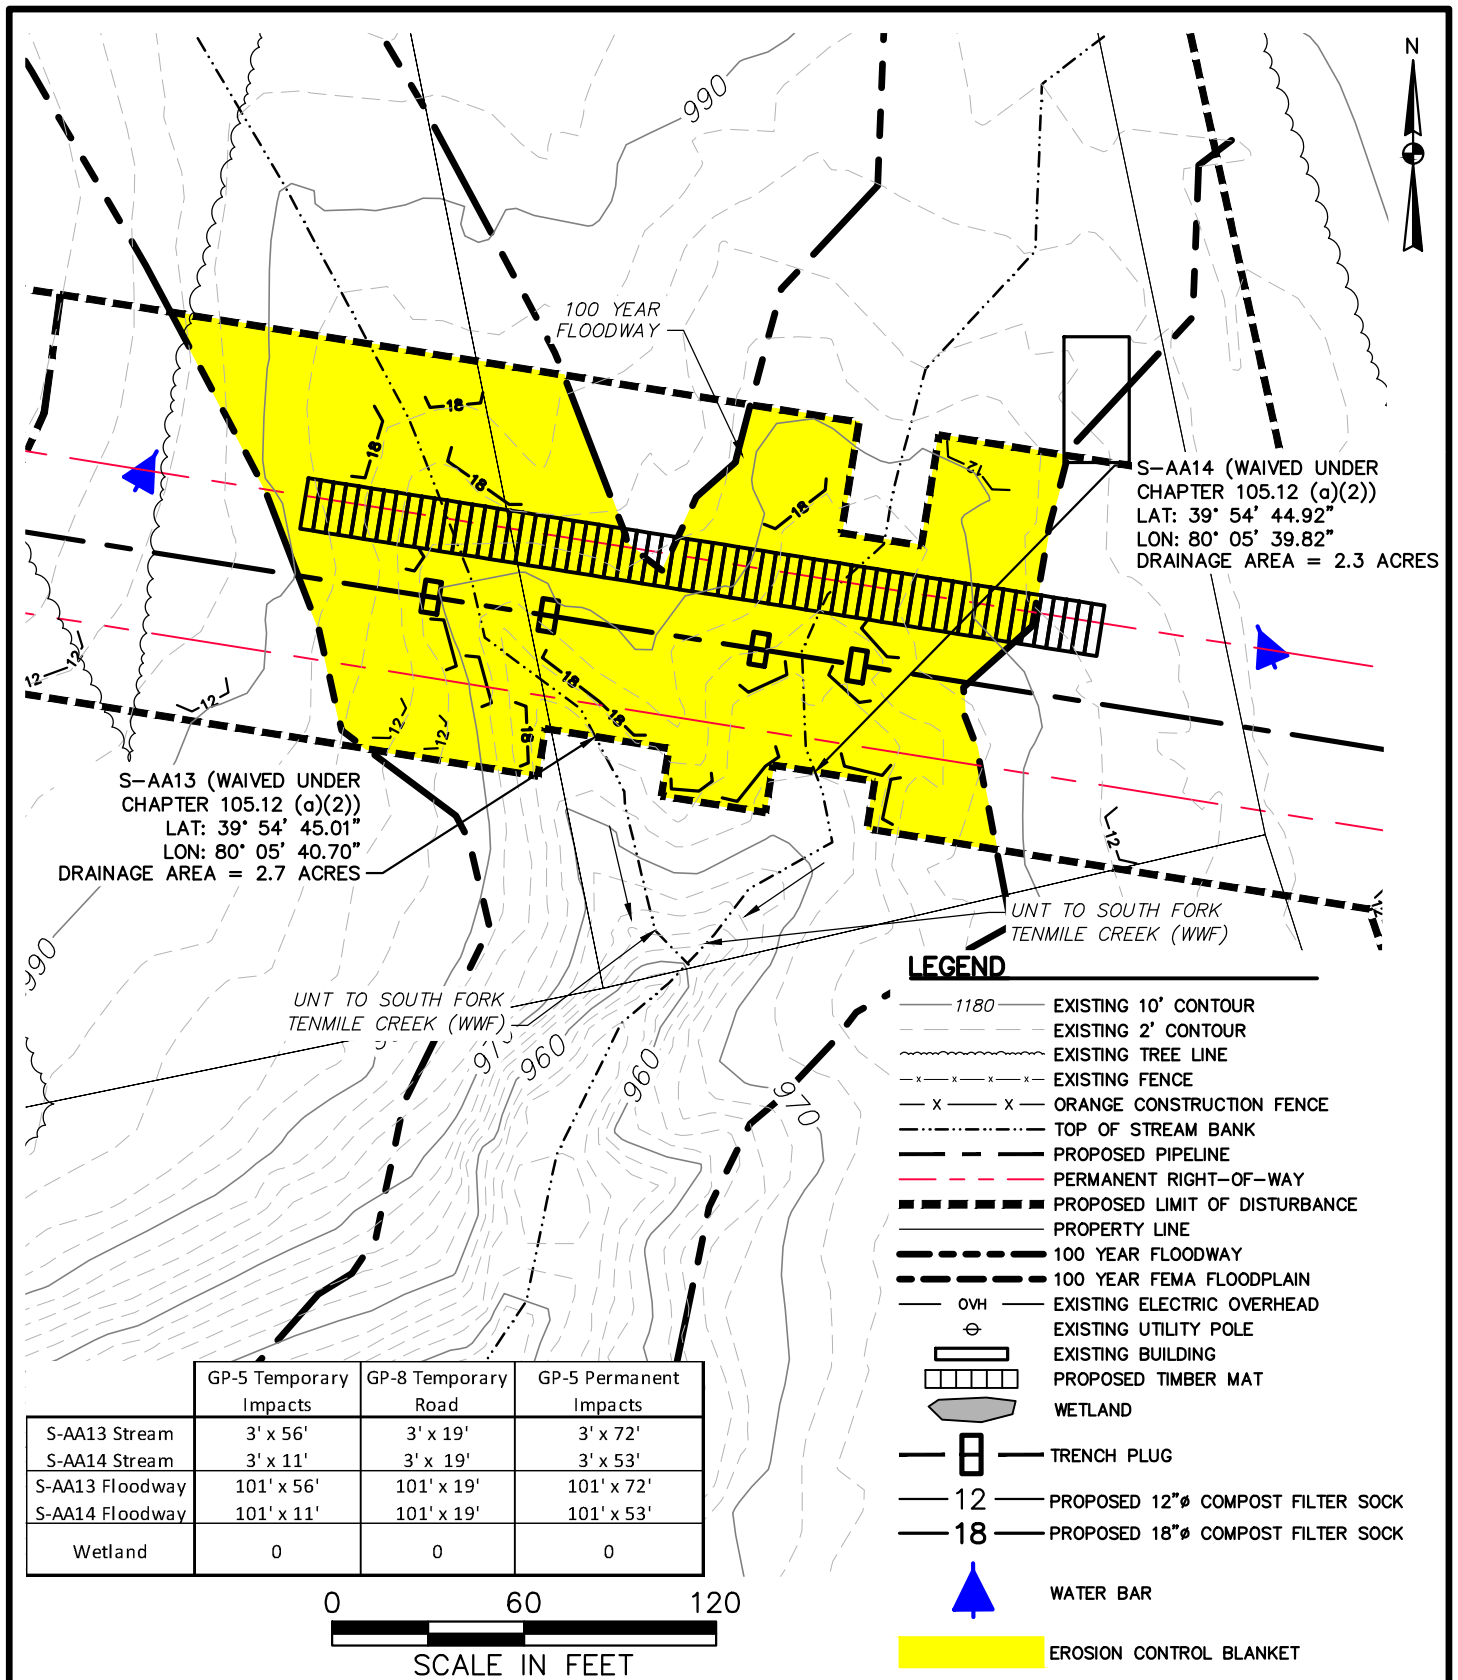 N
990
100 YEAR
FLOODWAY
18
18
18
18
12
S-AA14 (WAIVED UNDER
CHAPTER 105.12 (a)(2))
LAT: 39° 54' 44.92"
LON: 80° 05' 39.82"
DRAINAGE AREA = 2.3 ACRES
12
12
12
18
18
12
12
18
12
S-AA13 (WAIVED UNDER
CHAPTER 105.12 (a)(2))
LAT: 39° 54' 45.01"
LON: 80° 05' 40.70"
DRAINAGE AREA = 2.7 ACRES
990
UNT TO SOUTH FORK
TENMILE CREEK (WWF)
UNT TO SOUTH FORK
TENMILE CREEK (WWF)
970
960
960
970
LEGEND
1180 EXISTING 10' CONTOUR
EXISTING 2' CONTOUR
EXISTING TREE LINE
x x x x EXISTING FENCE
X X ORANGE CONSTRUCTION FENCE
TOP OF STREAM BANK
PROPOSED PIPELINE
PERMANENT RIGHT-OF-WAY
PROPOSED LIMIT OF DISTURBANCE
PROPERTY LINE
100 YEAR FLOODWAY
100 YEAR FEMA FLOODPLAIN
OVH EXISTING ELECTRIC OVERHEAD
EXISTING UTILITY POLE
EXISTING BUILDING
PROPOSED TIMBER MAT
WETLAND
TRENCH PLUG
12 PROPOSED 12"ø COMPOST FILTER SOCK
18 PROPOSED 18"ø COMPOST FILTER SOCK
WATER BAR
EROSION CONTROL BLANKET
GP-5 Temporary Impacts GP-8 Temporary Road GP-5 Permanent Impacts
S-AA13 Stream 3' x 56' 3' x 19' 3' x 72'
S-AA14 Stream 3' x 11' 3' x 19' 3' x 53'
S-AA13 Floodway 101' x 56' 101' x 19' 101' x 72'
S-AA14 Floodway 101' x 11' 101' x 19' 101' x 53'
Wetland 0 0 0
0 60 120
SCALE IN FEET